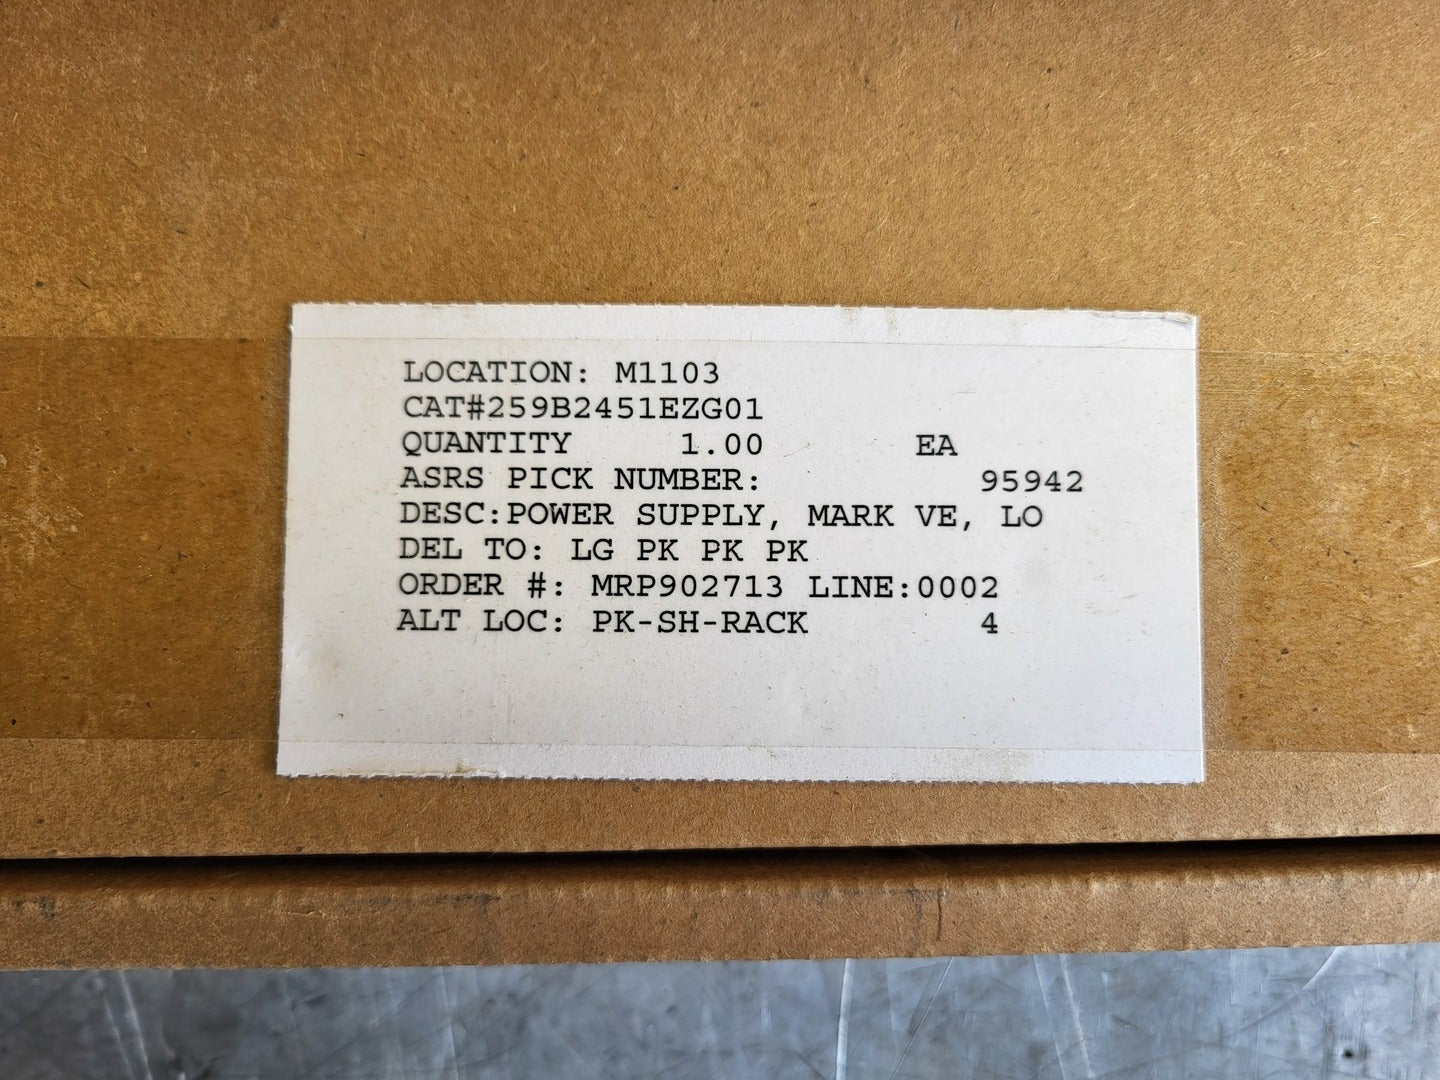 LOCATION: M1103
CAT#259B2451EZG01
QUANTITY 1.00 EA
ASRS PICK NUMBER: 95942
DESC:POWER SUPPLY, MARK VE, LO
DEL TO: LG PK PK PK
ORDER #: MRP902713 LINE:0002
ALT LOC: PK-SH-RACK 4